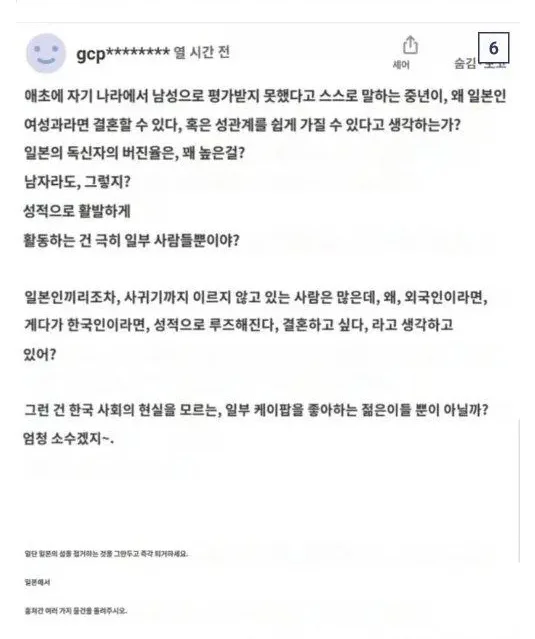 gcp******** 열 시간 전
6
셰어
숨김
애초에 자기 나라에서 남성으로 평가받지 못했다고 스스로 말하는 중년이, 왜 일본인
여성과라면 결혼할 수 있다, 혹은 성관계를 쉽게 가질 수 있다고 생각하는가?
일본의 독신자의 버진율은, 꽤 높은걸?
남자라도, 그렇지?
성적으로 활발하게
활동하는 건 극히 일부 사람들뿐이야?
일본인끼리조차, 사귀기까지 이르지 않고 있는 사람은 많은데, 왜, 외국인이라면,
게다가 한국인이라면, 성적으로 루즈해진다, 결혼하고 싶다, 라고 생각하고
있어?
그런 건 한국 사회의 현실을 모르는, 일부 케이팝을 좋아하는 젊은이들 뿐이 아닐까?
엄청 소수겠지~.
일단 일본의 섬을 점거하는 것을 그만두고 즉각 퇴거하세요.
일본에서
훔쳐간 여러 가지 물건을 돌려주시오.